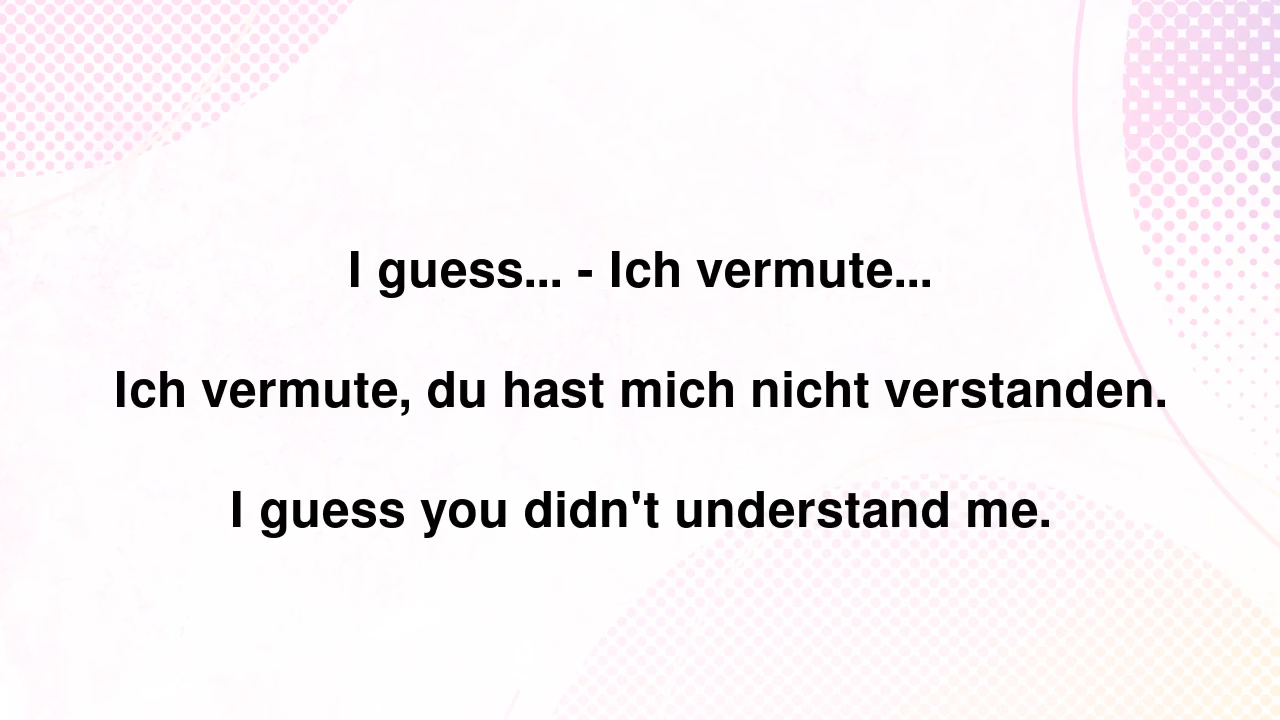 I guess... - Ich vermute...
Ich vermute, du hast mich nicht verstanden.
I guess you didn't understand me.